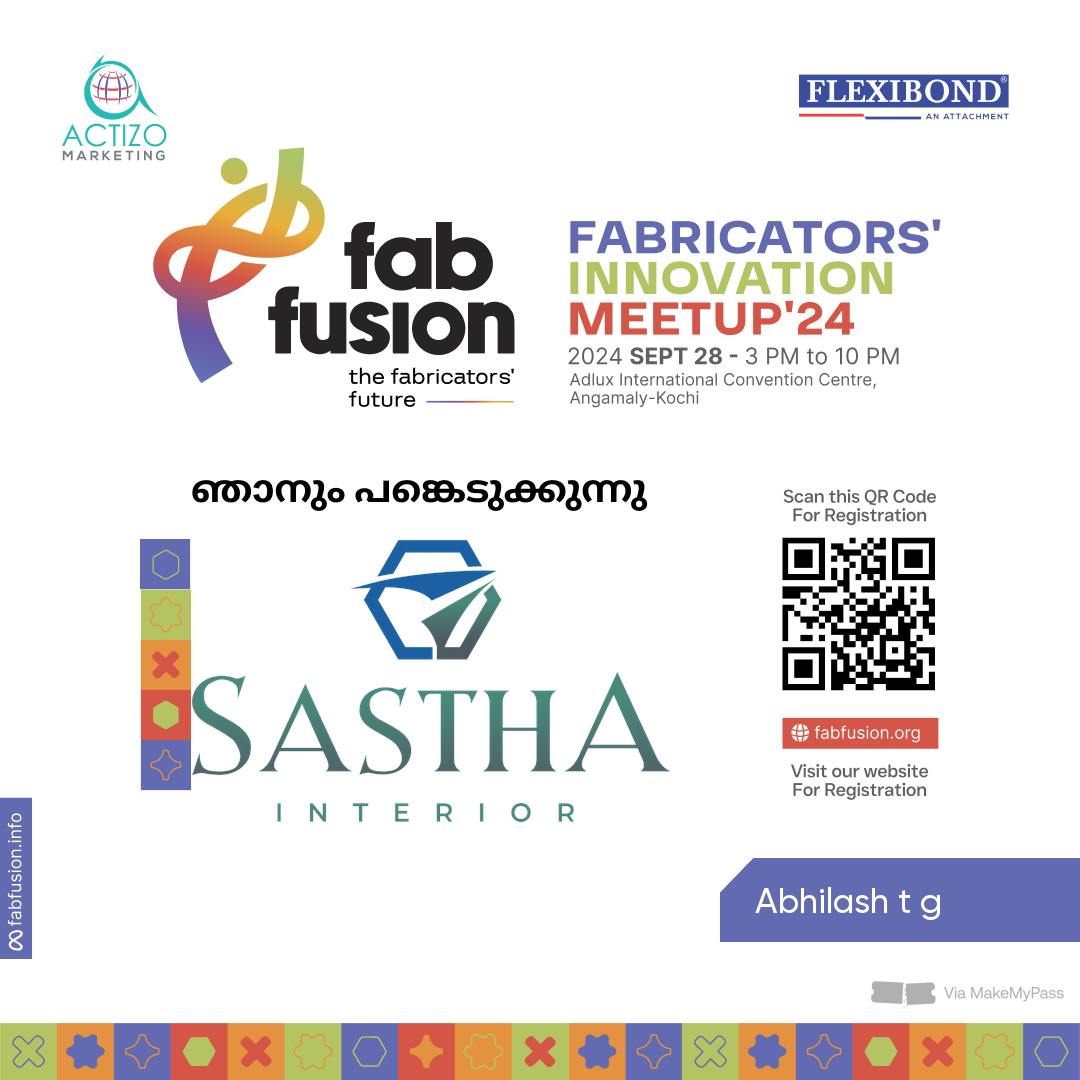 ACTIZO
MARKETING
FLEXIBOND®
AN ATTACHMENT
fab
fusion
the fabricators'
future
FABRICATORS'
INNOVATION
MEETUP'24
2024 SEPT 28 - 3 PM to 10 PM
Adlux International Convention Centre,
Angamaly-Kochi
ഞാനും പങ്കെടുക്കുന്നു
SASTHA
INTERIOR
Scan this QR Code
For Registration
fabfusion.org
Visit our website
For Registration
fabfusion.info
Abhilash t g
Via MakeMyPass